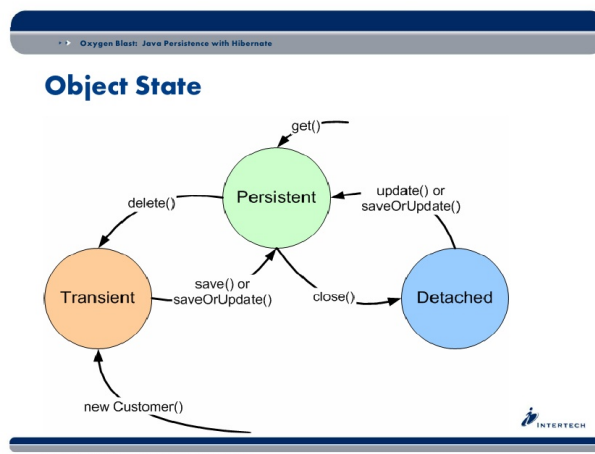 Oxygen Blast: Java Persistence with Hibernate
Object State
get()
Persistent
update() or
saveOrUpdate()
delete()
save() or
saveOrUpdate()
Transient
close()
Detached
new Customer()
INTERTECH